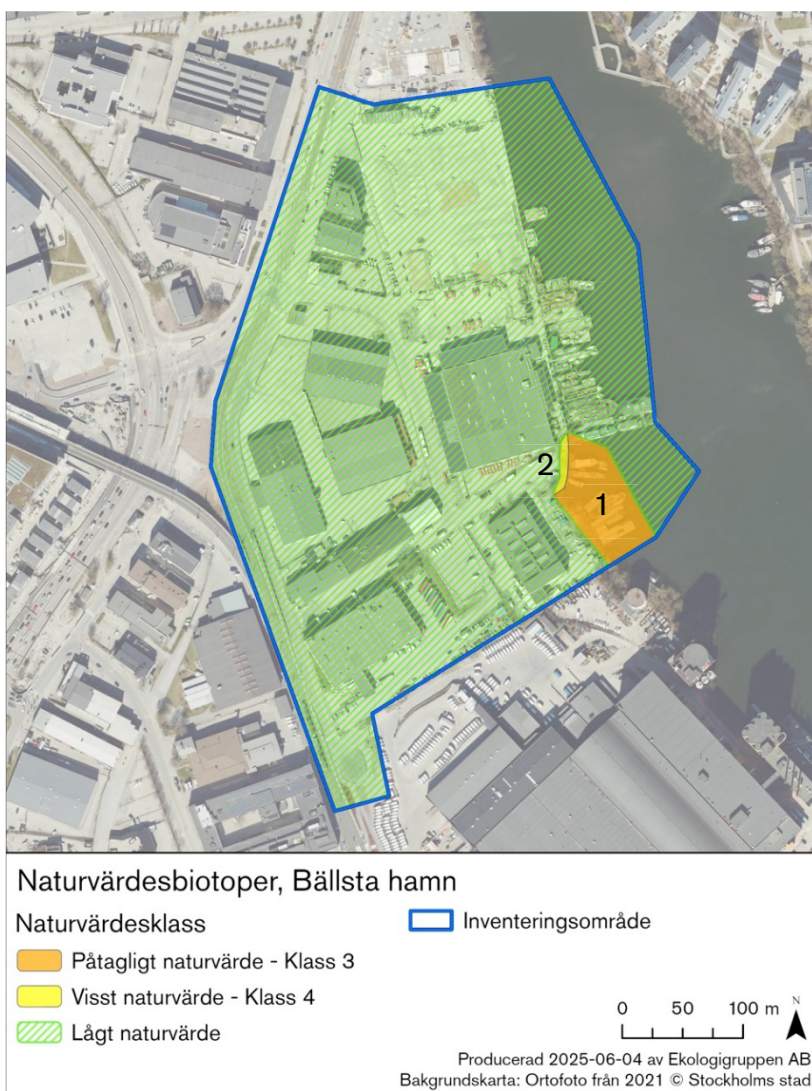 2
1
Naturvärdesbiotoper, Bällsta hamn
Naturvärdesklass
Påtagligt naturvärde - Klass 3
Visst naturvärde - Klass 4
Lågt naturvärde
Inventeringsområde
0 50 100 m
N
Producerad 2025-06-04 av Ekologigruppen AB
Bakgrundskarta: Ortofoto från 2021 © Stockholms stad